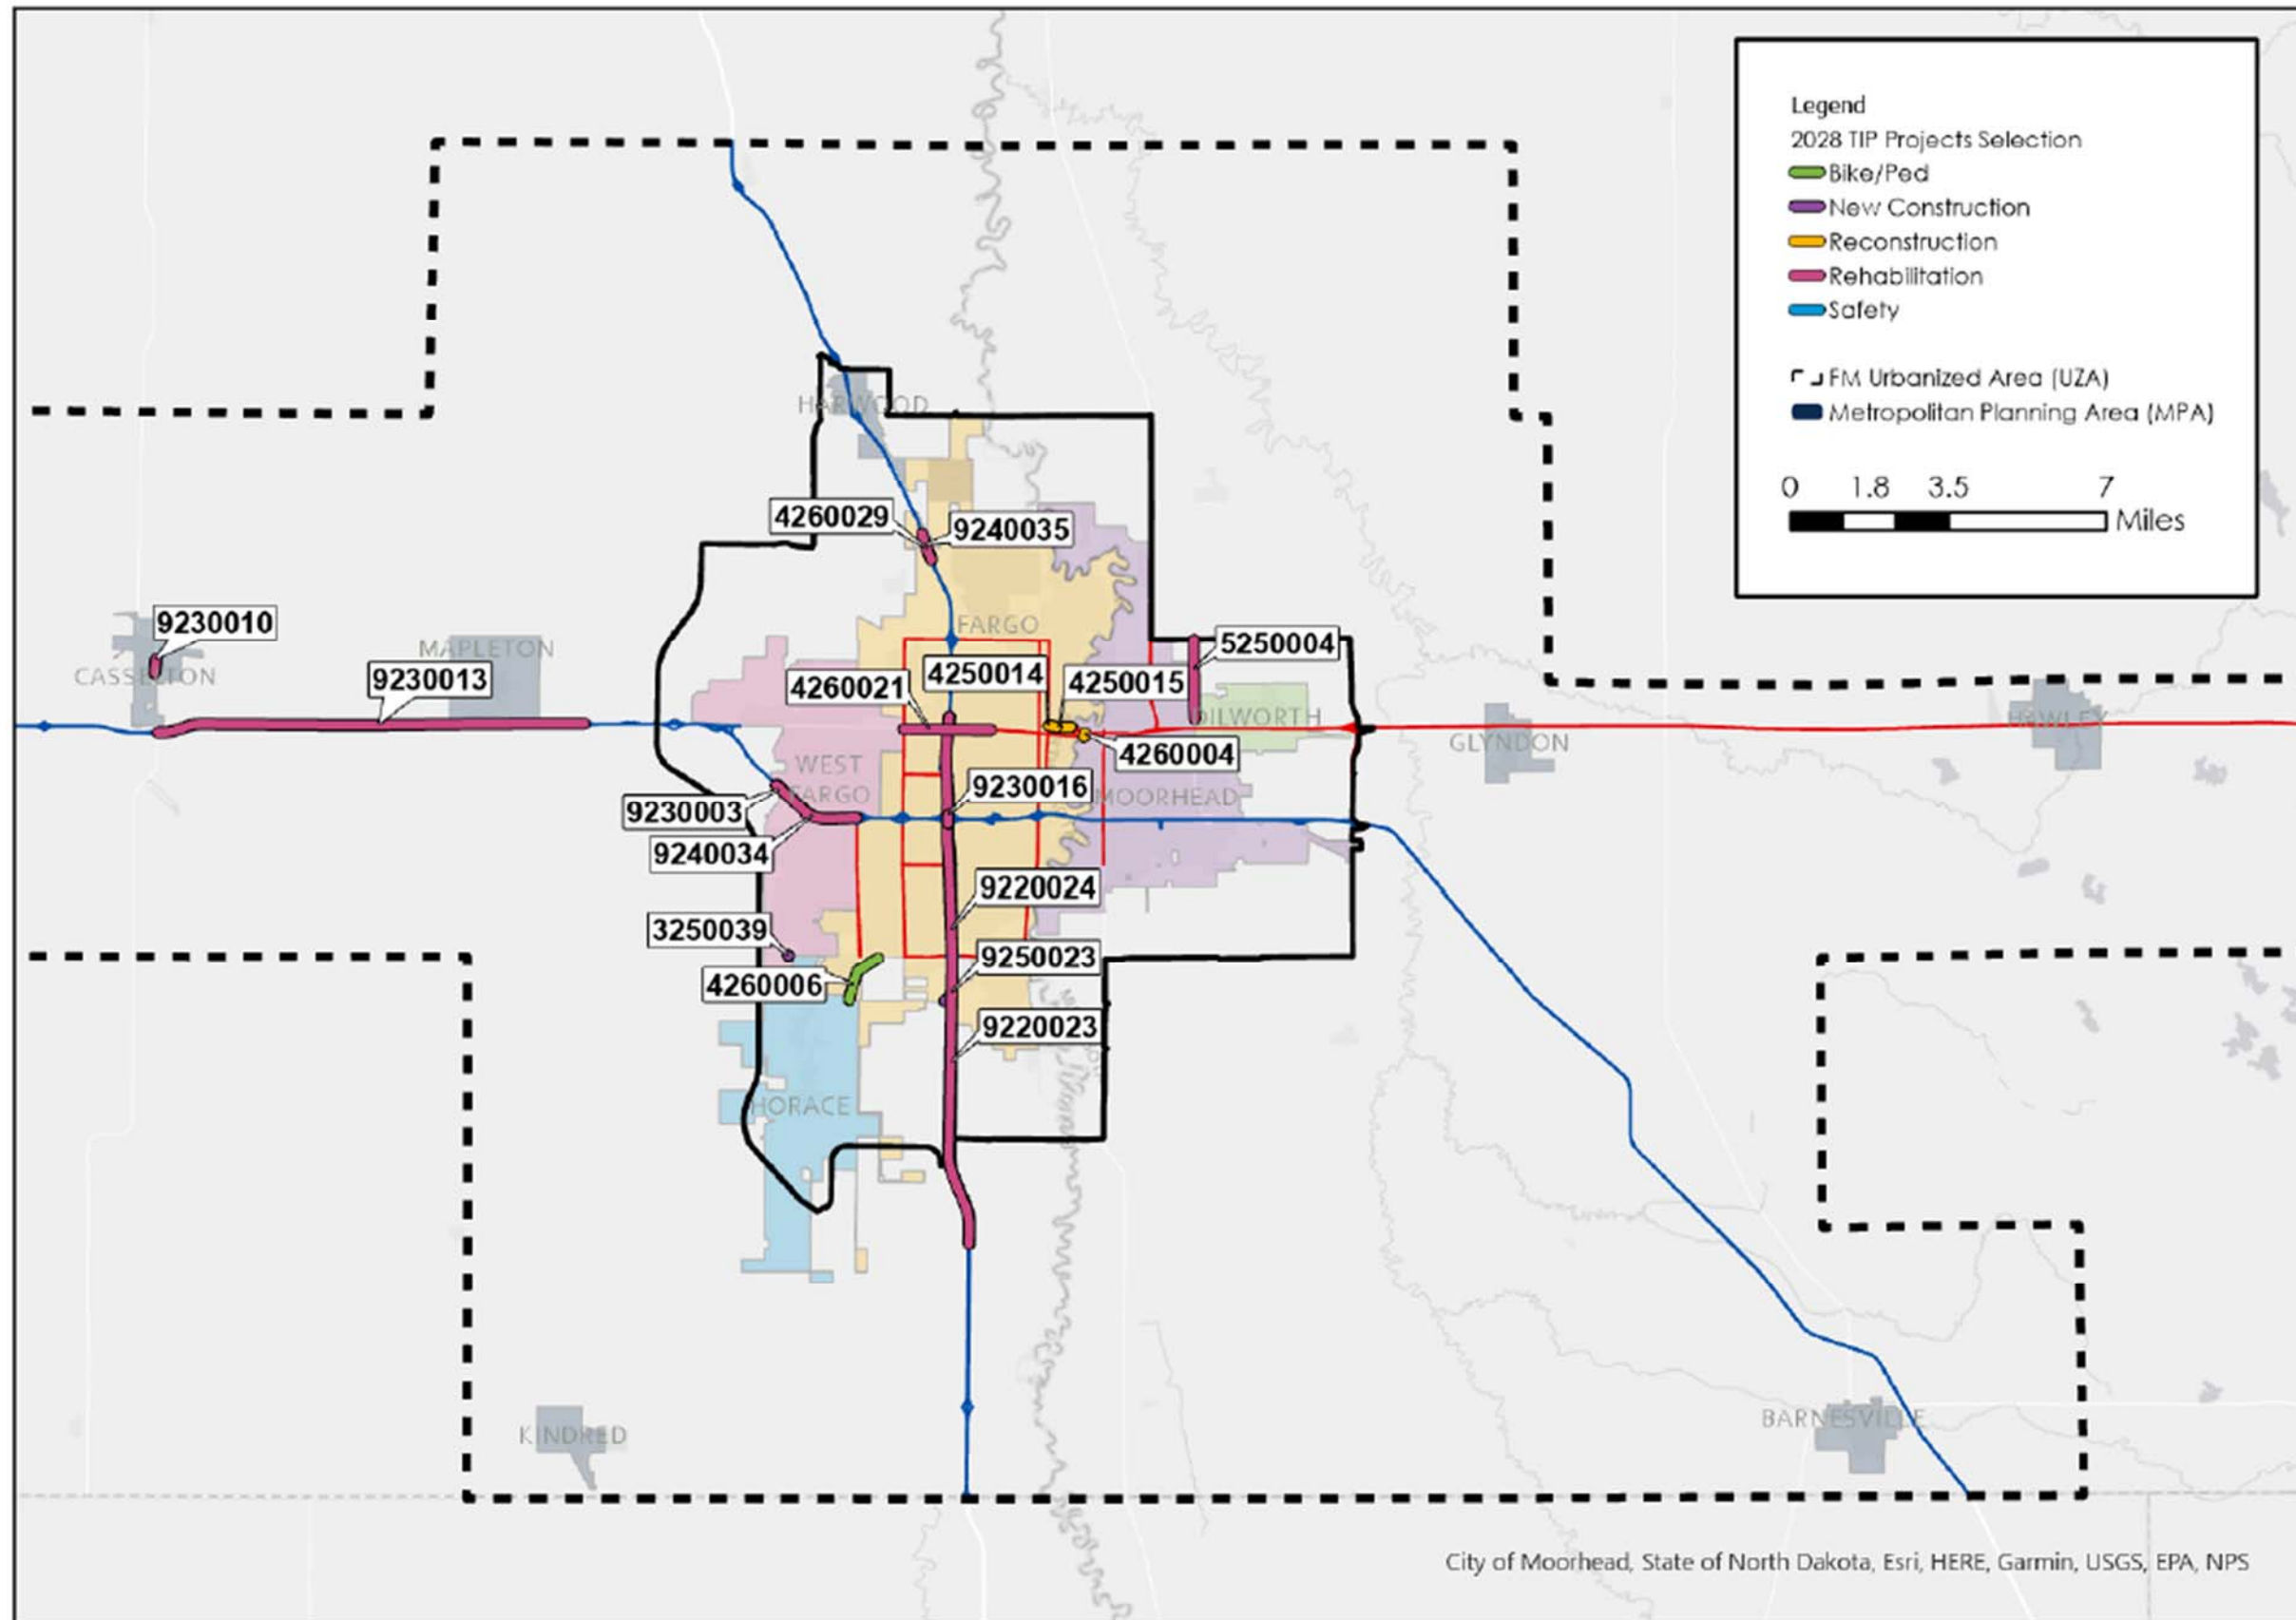 Legend
2028 TIP Projects Selection
Bike/Ped
New Construction
Reconstruction
Rehabilitation
Safety
FM Urbanized Area (UZA)
Metropolitan Planning Area (MPA)
0 1.8 3.5 7
Miles
HARWOOD
4260029
9240035
FARGO
9230010
CASSELTON
MAPLETON
9230013
4260021
4250014
4250015
5250004
DILWORTH
4260004
GLYNDON
HAWLEY
WEST
FARGO
9230016
MOORHEAD
9230003
9240034
9220024
3250039
9250023
4260006
9220023
HORACE
KINDRED
BARNESVILLE
City of Moorhead, State of North Dakota, Esri, HERE, Garmin, USGS, EPA, NPS